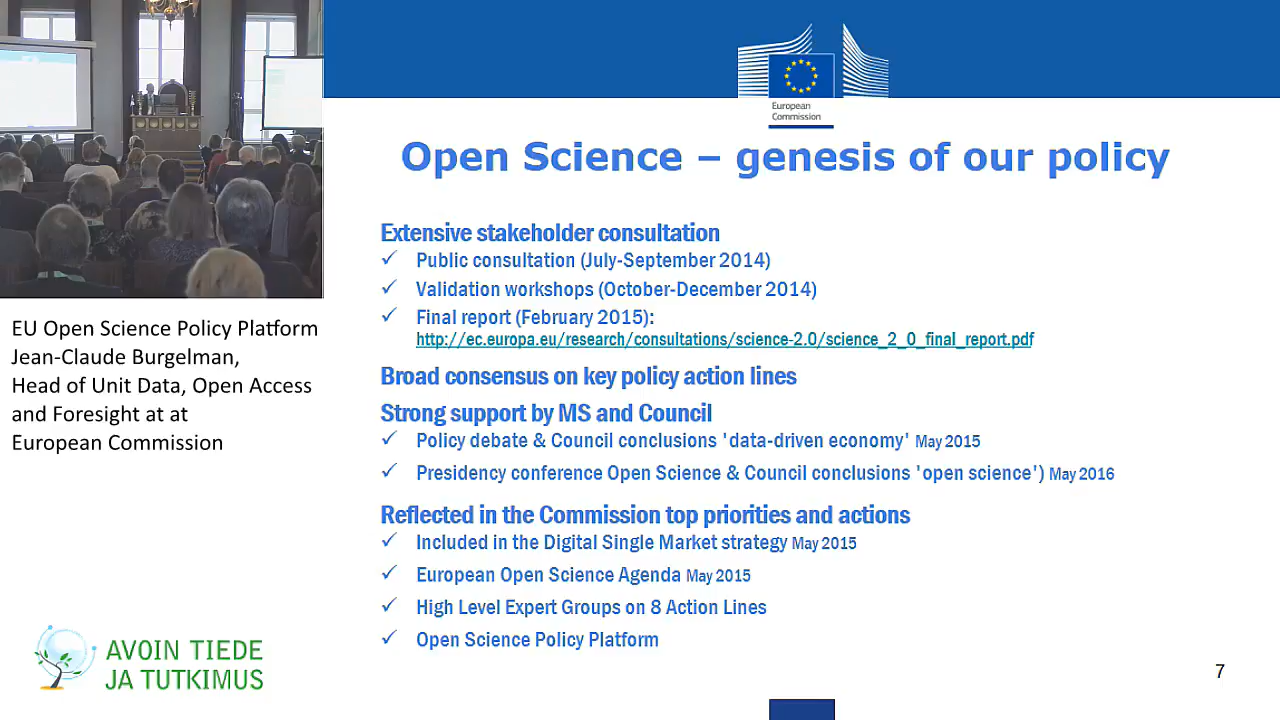 European
Commission
Open Science – genesis of our policy
Extensive stakeholder consultation
✓ Public consultation (July-September 2014)
✓ Validation workshops (October-December 2014)
✓ Final report (February 2015):
http://ec.europa.eu/research/consultations/science-2.0/science_2_0_final_report.pdf
Broad consensus on key policy action lines
Strong support by MS and Council
✓ Policy debate & Council conclusions 'data-driven economy' May 2015
✓ Presidency conference Open Science & Council conclusions 'open science') May 2016
Reflected in the Commission top priorities and actions
✓ Included in the Digital Single Market strategy May 2015
✓ European Open Science Agenda May 2015
✓ High Level Expert Groups on 8 Action Lines
✓ Open Science Policy Platform
7
EU Open Science Policy Platform
Jean-Claude Burgelman,
Head of Unit Data, Open Access
and Foresight at at
European Commission
AVOIN TIEDE
JA TUTKIMUS